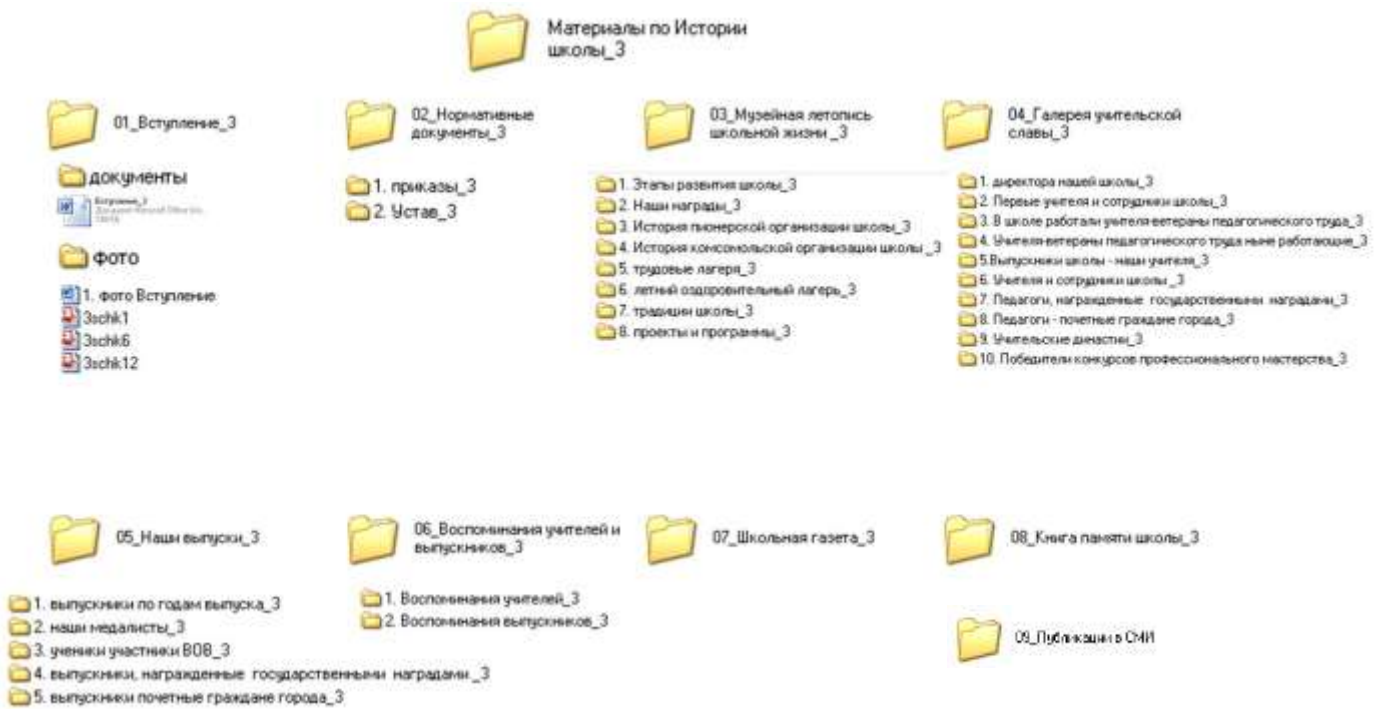 Материалы по Истории
школы_3
01_Вступление_3
02_Нормативные
документы_3
03_Музейная летопись
школьной жизни _3
04_Галерея учительской
славы_3
документы
Вступление_3
фото
1. фото Вступление
3schk1
3schk6
3schk12
1. приказы_3
2. Устав_3
1. Этапы развития школы_3
2. Наши награды_3
3. История пионерской организации школы_3
4. История комсомольской организации школы _3
5. трудовые лагеря_3
6. летний оздоровительный лагерь_3
7. традиции школы_3
8. проекты и программы_3
1. директора нашей школы_3
2. Первые учителя и сотрудники школы_3
3. В школе работали учителя-ветераны педагогического труда_3
4. Учителя-ветераны педагогического труда ныне работающие_3
5.Выпускники школы - наши учителя_3
6. Учителя и сотрудники школы _3
7. Педагоги, награжденные государственными наградами_3
8. Педагоги - почетные граждане города_3
9. Учительские династии_3
10. Победители конкурсов профессионального мастерства_3
05_Наши выпуски_3
06_Воспоминания учителей и
выпускников_3
07_Школьная газета_3
08_Книга памяти школы_3
1. выпускники по годам выпуска_3
2. наши медалисты_3
3. ученики участники ВОВ_3
4. выпускники, награжденные государственными наградами _3
5. выпускники почетные граждане города_3
1. Воспоминания учителей_3
2. Воспоминания выпускников_3
09_Публикации в СМИ